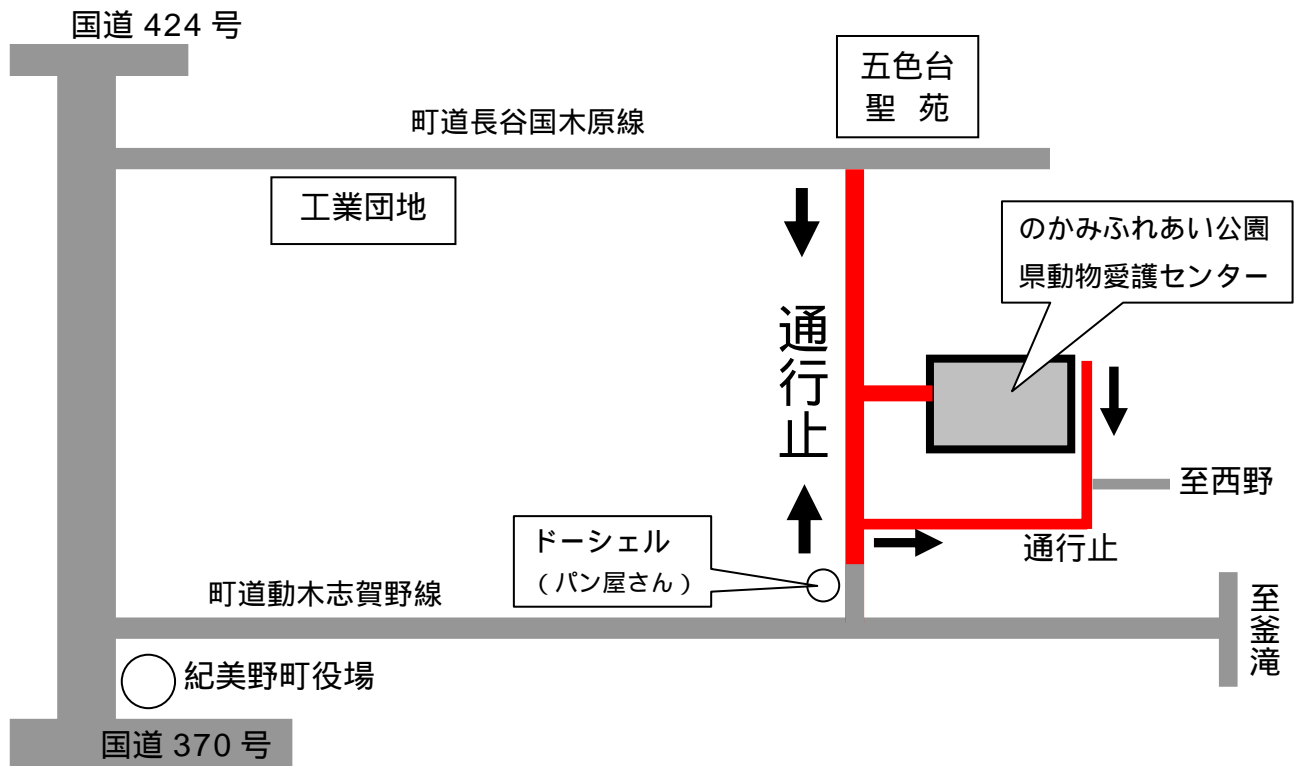 国道 424 号
五色台
聖 苑
町道長谷国木原線
工業団地
のかみふれあい公園
県動物愛護センター
通行止
至西野
ドーシェル
(パン屋さん)
通行止
町道動木志賀野線
至釜滝
紀美野町役場
国道 370 号